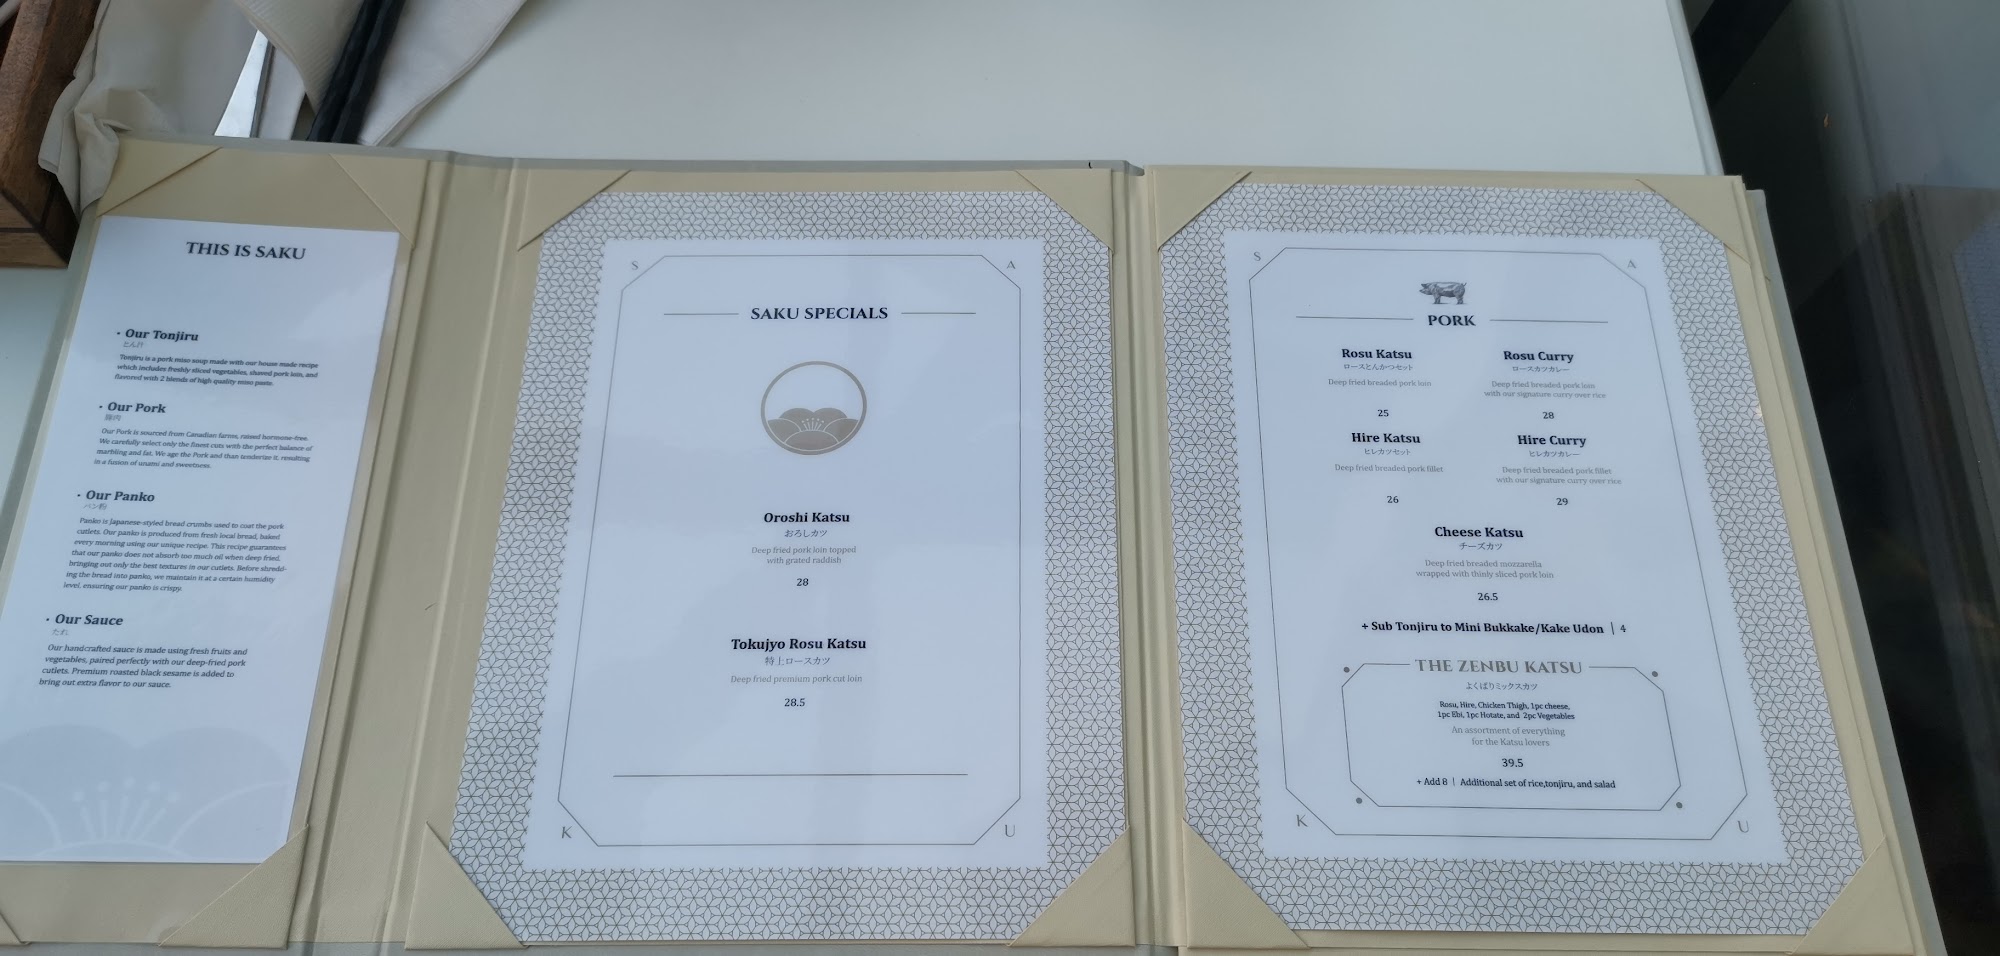 THIS IS SAKU
· Our Tonjiru
とん汁
Tonjiru is a pork miso soup made with our house made recipe
which includes freshly sliced vegetables, shaved pork loin, and
flavored with 2 blends of high quality miso paste.
· Our Pork
豚肉
Our Pork is sourced from Canadian farms, raised hormone-free.
We carefully select only the finest cuts with the perfect balance of
marbling and fat. We age the Pork and than tenderize it, resulting
in a fusion of umami and sweetness.
· Our Panko
パン粉
Panko is Japanese-styled bread crumbs used to coat the pork
cutlets. Our panko is produced from fresh local bread, baked
every morning using our unique recipe. This recipe guarantees
that our panko does not absorb too much oil when deep fried,
bringing out only the best textures in our cutlets. Before shredd-
ing the bread into panko, we maintain it at a certain humidity
level, ensuring our panko is crispy.
· Our Sauce
たれ
Our handcrafted sauce is made using fresh fruits and
vegetables, paired perfectly with our deep-fried pork
cutlets. Premium roasted black sesame is added to
bring out extra flavor to our sauce.
S A
SAKU SPECIALS
Oroshi Katsu
おろしカツ
Deep fried pork loin topped
with grated raddish
28
Tokujyo Rosu Katsu
特上ロースカツ
Deep fried premium pork cut loin
28.5
K U
S A
PORK
Rosu Katsu
ロースとんかつセット
Deep fried breaded pork loin
25
Rosu Curry
ロースカツカレー
Deep fried breaded pork loin
with our signature curry over rice
28
Hire Katsu
ヒレカツセット
Deep fried breaded pork fillet
26
Hire Curry
ヒレカツカレー
Deep fried breaded pork fillet
with our signature curry over rice
29
Cheese Katsu
チーズカツ
Deep fried breaded mozzarella
wrapped with thinly sliced pork loin
26.5
+ Sub Tonjiru to Mini Bukkake/Kake Udon | 4
THE ZENBU KATSU
よくばりミックスカツ
Rosu, Hire, Chicken Thigh, 1pc cheese,
1pc Ebi, 1pc Hotate, and 2pc Vegetables
An assortment of everything
for the Katsu lovers
39.5
+ Add 8 | Additional set of rice,tonjiru, and salad
K U